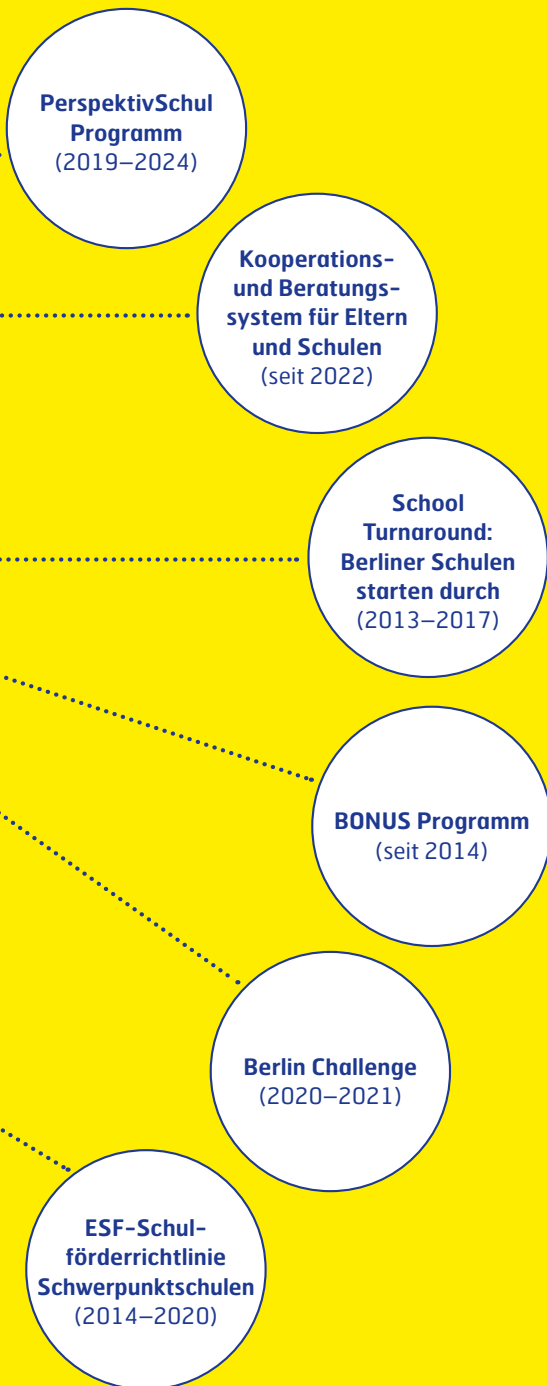 PerspektivSchul
Programm
(2019–2024)
Kooperations-
und Beratungs-
system für Eltern
und Schulen
(seit 2022)
School
Turnaround:
Berliner Schulen
starten durch
(2013–2017)
BONUS Programm
(seit 2014)
Berlin Challenge
(2020–2021)
ESF-Schul-
förderrichtlinie
Schwerpunktschulen
(2014–2020)